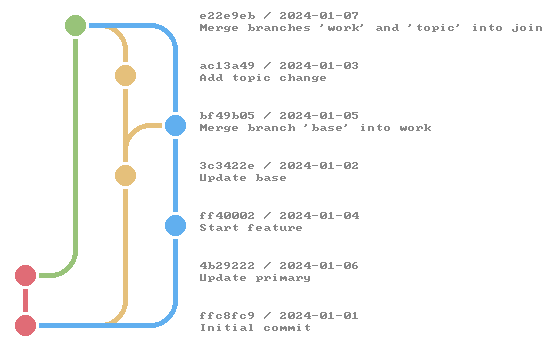 e22e9eb / 2024-01-07
Merge branches 'work' and 'topic' into join
ac13a49 / 2024-01-03
Add topic change
bf49b05 / 2024-01-05
Merge branch 'base' into work
3c3422e / 2024-01-02
Update base
ff40002 / 2024-01-04
Start feature
4b29222 / 2024-01-06
Update primary
ffc8fc9 / 2024-01-01
Initial commit